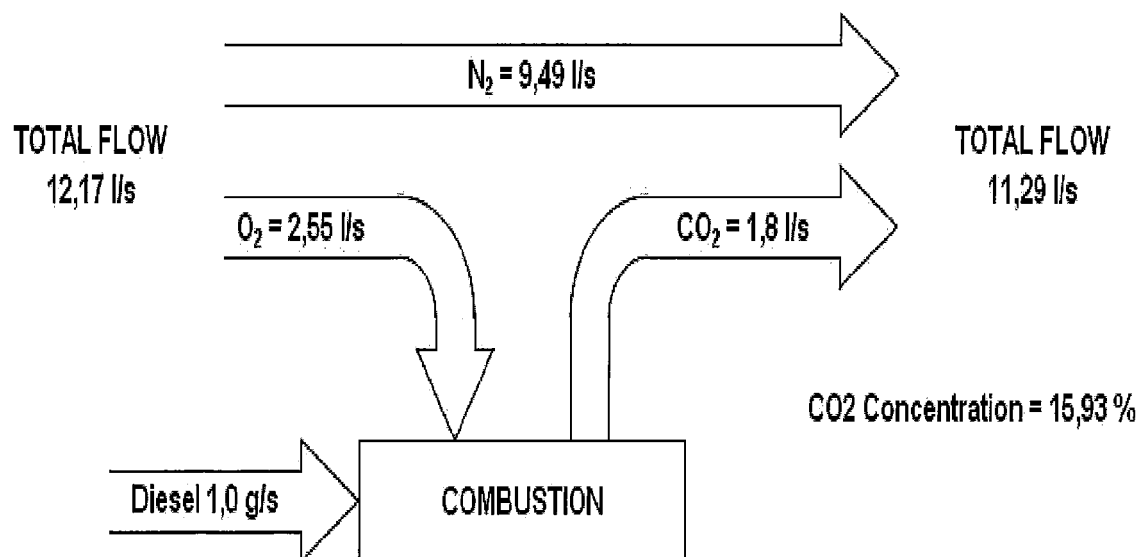 N₂ = 9,49 l/s
TOTAL FLOW
12,17 l/s
TOTAL FLOW
11,29 l/s
O₂ = 2,55 l/s
CO₂ = 1,8 l/s
CO2 Concentration = 15,93 %
Diesel 1,0 g/s
COMBUSTION